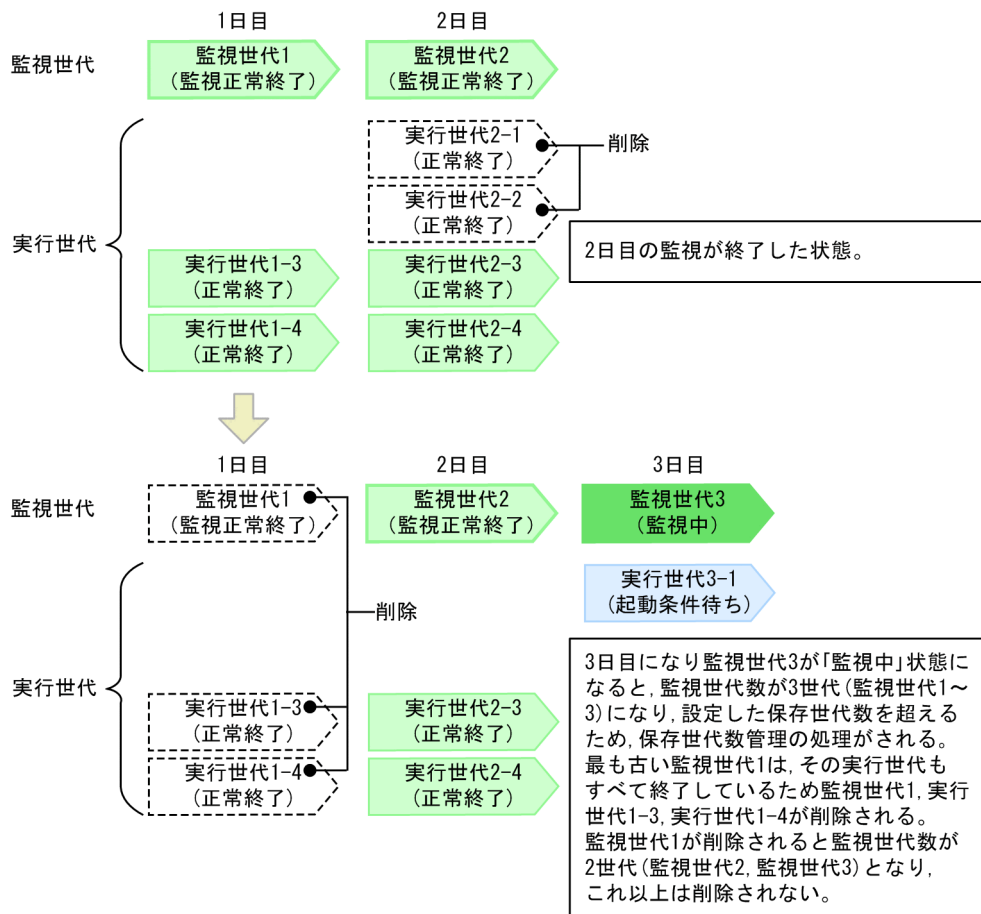 1日目
2日目
監視世代
監視世代1
(監視正常終了)
監視世代2
(監視正常終了)
実行世代
実行世代2-1
(正常終了)
削除
実行世代2-2
(正常終了)
2日目の監視が終了した状態。
実行世代1-3
(正常終了)
実行世代2-3
(正常終了)
実行世代1-4
(正常終了)
実行世代2-4
(正常終了)
1日目
2日目
3日目
監視世代
監視世代1
(監視正常終了)
監視世代2
(監視正常終了)
監視世代3
(監視中)
実行世代3-1
(起動条件待ち)
削除
実行世代
実行世代1-3
(正常終了)
実行世代2-3
(正常終了)
実行世代1-4
(正常終了)
実行世代2-4
(正常終了)
3日目になり監視世代3が「監視中」状態に
なると,監視世代数が3世代(監視世代1〜
3)になり,設定した保存世代数を超える
ため,保存世代数管理の処理がされる。
最も古い監視世代1は,その実行世代も
すべて終了しているため監視世代1,実行
世代1-3,実行世代1-4が削除される。
監視世代1が削除されると監視世代数が
2世代(監視世代2,監視世代3)となり,
これ以上は削除されない。